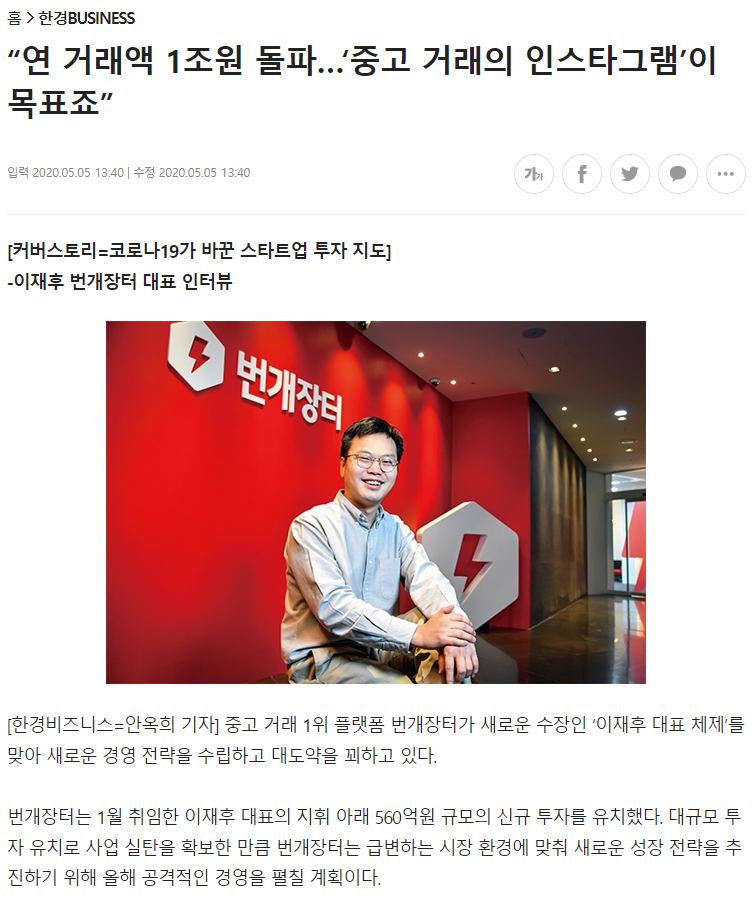 홈 > 한경BUSINESS
“연 거래액 1조원 돌파…‘중고 거래의 인스타그램’이
목표죠”
입력 2020.05.05 13:40 | 수정 2020.05.05 13:40
가가
[커버스토리=코로나19가 바꾼 스타트업 투자 지도]
-이재후 번개장터 대표 인터뷰
번개장터
[한경비즈니스=안옥희 기자] 중고 거래 1위 플랫폼 번개장터가 새로운 수장인 ‘이재후 대표 체제’를
맞아 새로운 경영 전략을 수립하고 대도약을 꾀하고 있다.
번개장터는 1월 취임한 이재후 대표의 지휘 아래 560억원 규모의 신규 투자를 유치했다. 대규모 투
자 유치로 사업 실탄을 확보한 만큼 번개장터는 급변하는 시장 환경에 맞춰 새로운 성장 전략을 추
진하기 위해 올해 공격적인 경영을 펼칠 계획이다.